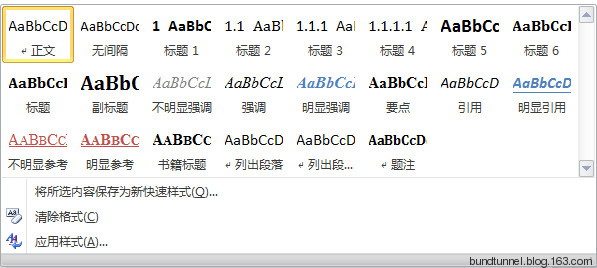 AaBbCcD AaBbCcDc 1 AaBbC 1.1 AaBb 1.1.1 Aa 1.1.1.1 A AaBbCc AaBbCc
↲ 正文 无间隔 标题 1 标题 2 标题 3 标题 4 标题 5 标题 6
AaBbCcI AaBbC AaBbCcL AaBbCcL AaBbCcL AaBbCcI AaBbCcD AaBbCcD
标题 副标题 不明显强调 强调 明显强调 要点 引用 明显引用
AABBCC AABBCC AABBCC AaBbCcD AaBbCcD AaBbCcD
不明显参考 明显参考 书籍标题 ↲ 列出段落 ↲ 列出段... ↲ 题注
将所选内容保存为新快速样式(Q)...
清除格式(C)
应用样式(A)...
bundtunnel.blog.163.com